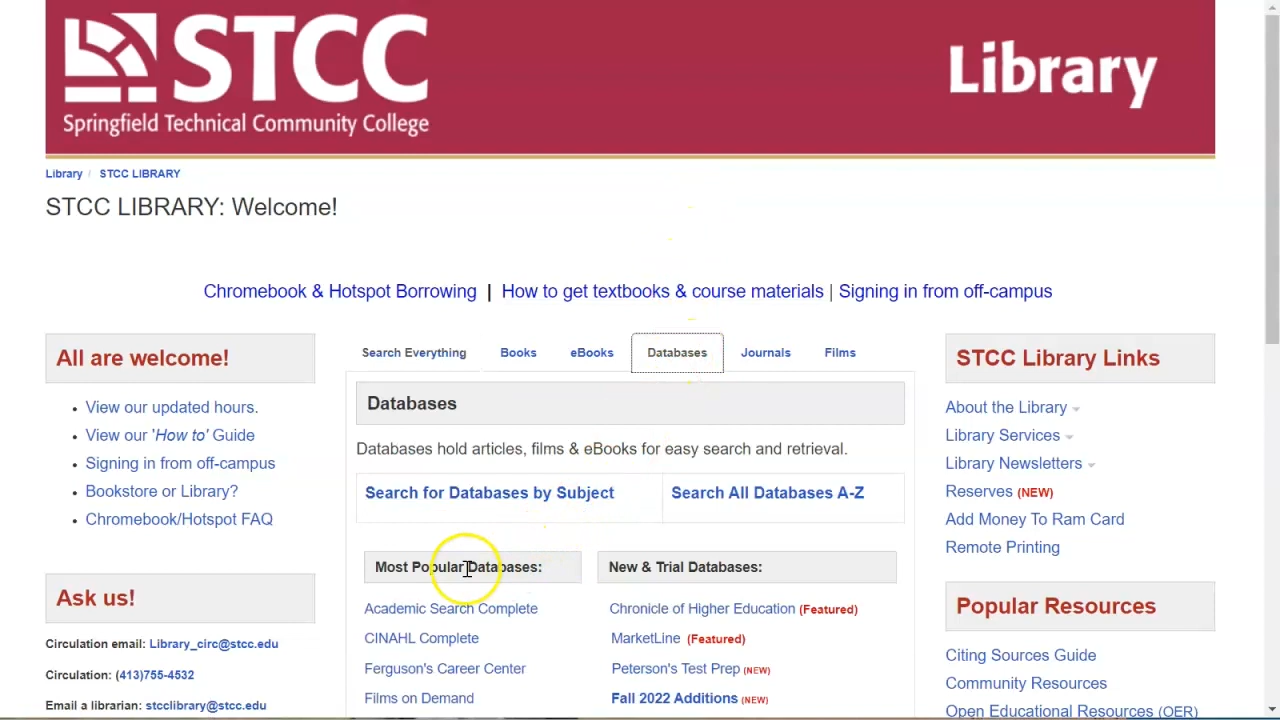 STCC
Springfield Technical Community College
Library
Library / STCC LIBRARY
STCC LIBRARY: Welcome!
Chromebook & Hotspot Borrowing | How to get textbooks & course materials | Signing in from off-campus
All are welcome!
• View our updated hours.
• View our 'How to' Guide
• Signing in from off-campus
• Bookstore or Library?
• Chromebook/Hotspot FAQ
Ask us!
Circulation email: Library_circ@stcc.edu
Circulation: (413)755-4532
Email a librarian: stcclibrary@stcc.edu
Search Everything Books eBooks Databases Journals Films
Databases
Databases hold articles, films & eBooks for easy search and retrieval.
Search for Databases by Subject Search All Databases A-Z
Most Popular Databases:
Academic Search Complete
CINAHL Complete
Ferguson's Career Center
Films on Demand
New & Trial Databases:
Chronicle of Higher Education (Featured)
MarketLine (Featured)
Peterson's Test Prep (NEW)
Fall 2022 Additions (NEW)
STCC Library Links
About the Library
Library Services
Library Newsletters
Reserves (NEW)
Add Money To Ram Card
Remote Printing
Popular Resources
Citing Sources Guide
Community Resources
Open Educational Resources (OER)